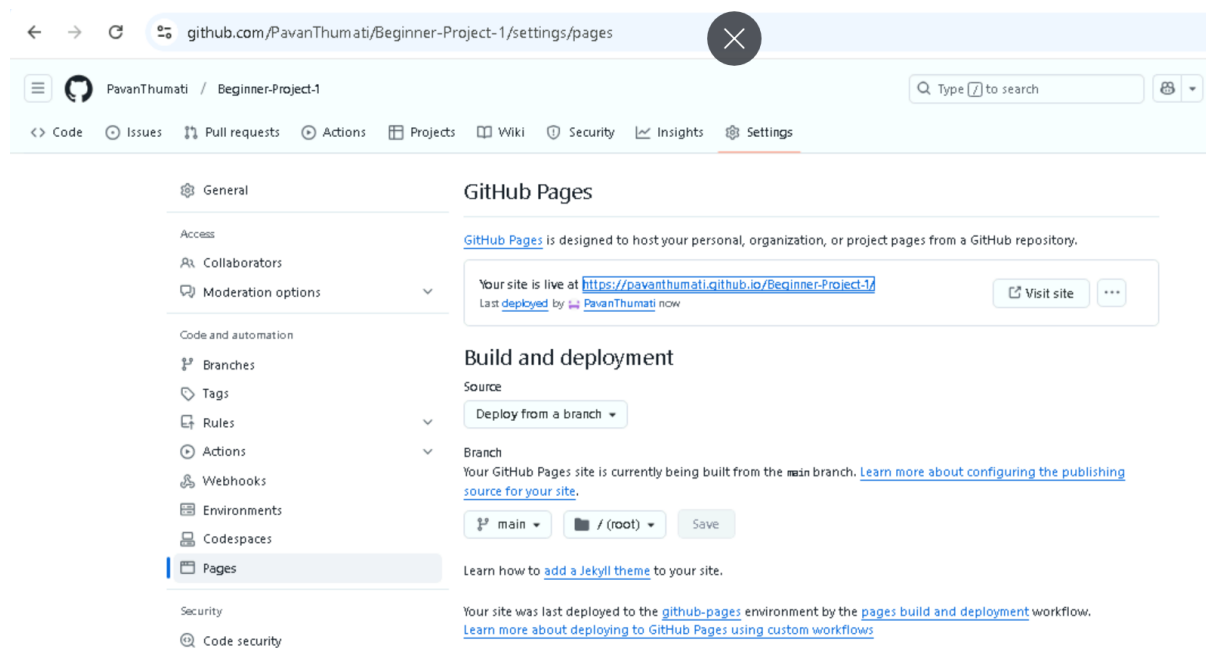 github.com/PavanThumati/Beginner-Project-1/settings/pages
PavanThumati / Beginner-Project-1
Type / to search
Code Issues Pull requests Actions Projects Wiki Security Insights Settings
General
Access
Collaborators
Moderation options
Code and automation
Branches
Tags
Rules
Actions
Webhooks
Environments
Codespaces
Pages
Security
Code security
GitHub Pages
GitHub Pages is designed to host your personal, organization, or project pages from a GitHub repository.
Your site is live at https://pavanthumati.github.io/Beginner-Project-1/
Last deployed by PavanThumati now
Visit site
Build and deployment
Source
Deploy from a branch
Branch
Your GitHub Pages site is currently being built from the main branch. Learn more about configuring the publishing
source for your site.
main / (root) Save
Learn how to add a Jekyll theme to your site.
Your site was last deployed to the github-pages environment by the pages build and deployment workflow.
Learn more about deploying to GitHub Pages using custom workflows